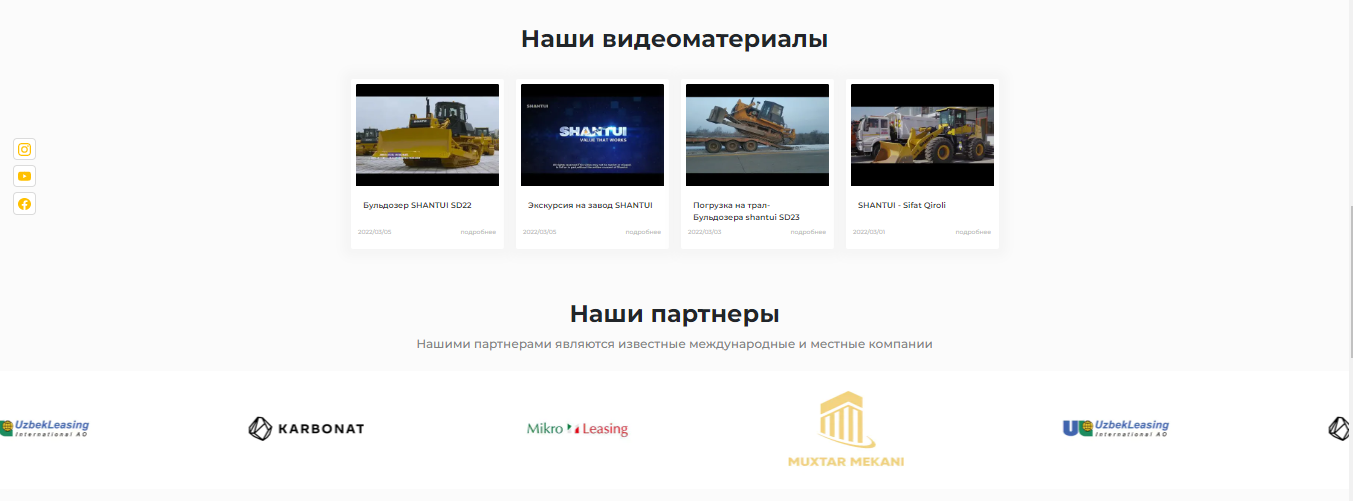 Наши видеоматериалы
SHANTUI
SHANTUI
VALUE THAT WORKS
Бульдозер SHANTUI SD22
Экскурсия на завод SHANTUI
Погрузка на трал-
Бульдозера shantui SD23
SHANTUI - Sifat Qiroli
2022/03/05
подробнее
2022/03/05
подробнее
2022/03/03
подробнее
2022/03/01
подробнее
Наши партнеры
Нашими партнерами являются известные международные и местные компании
UzbekLeasing
International AO
KARBONAT
Mikro Leasing
MUXTAR MEKANI
UzbekLeasing
International AO